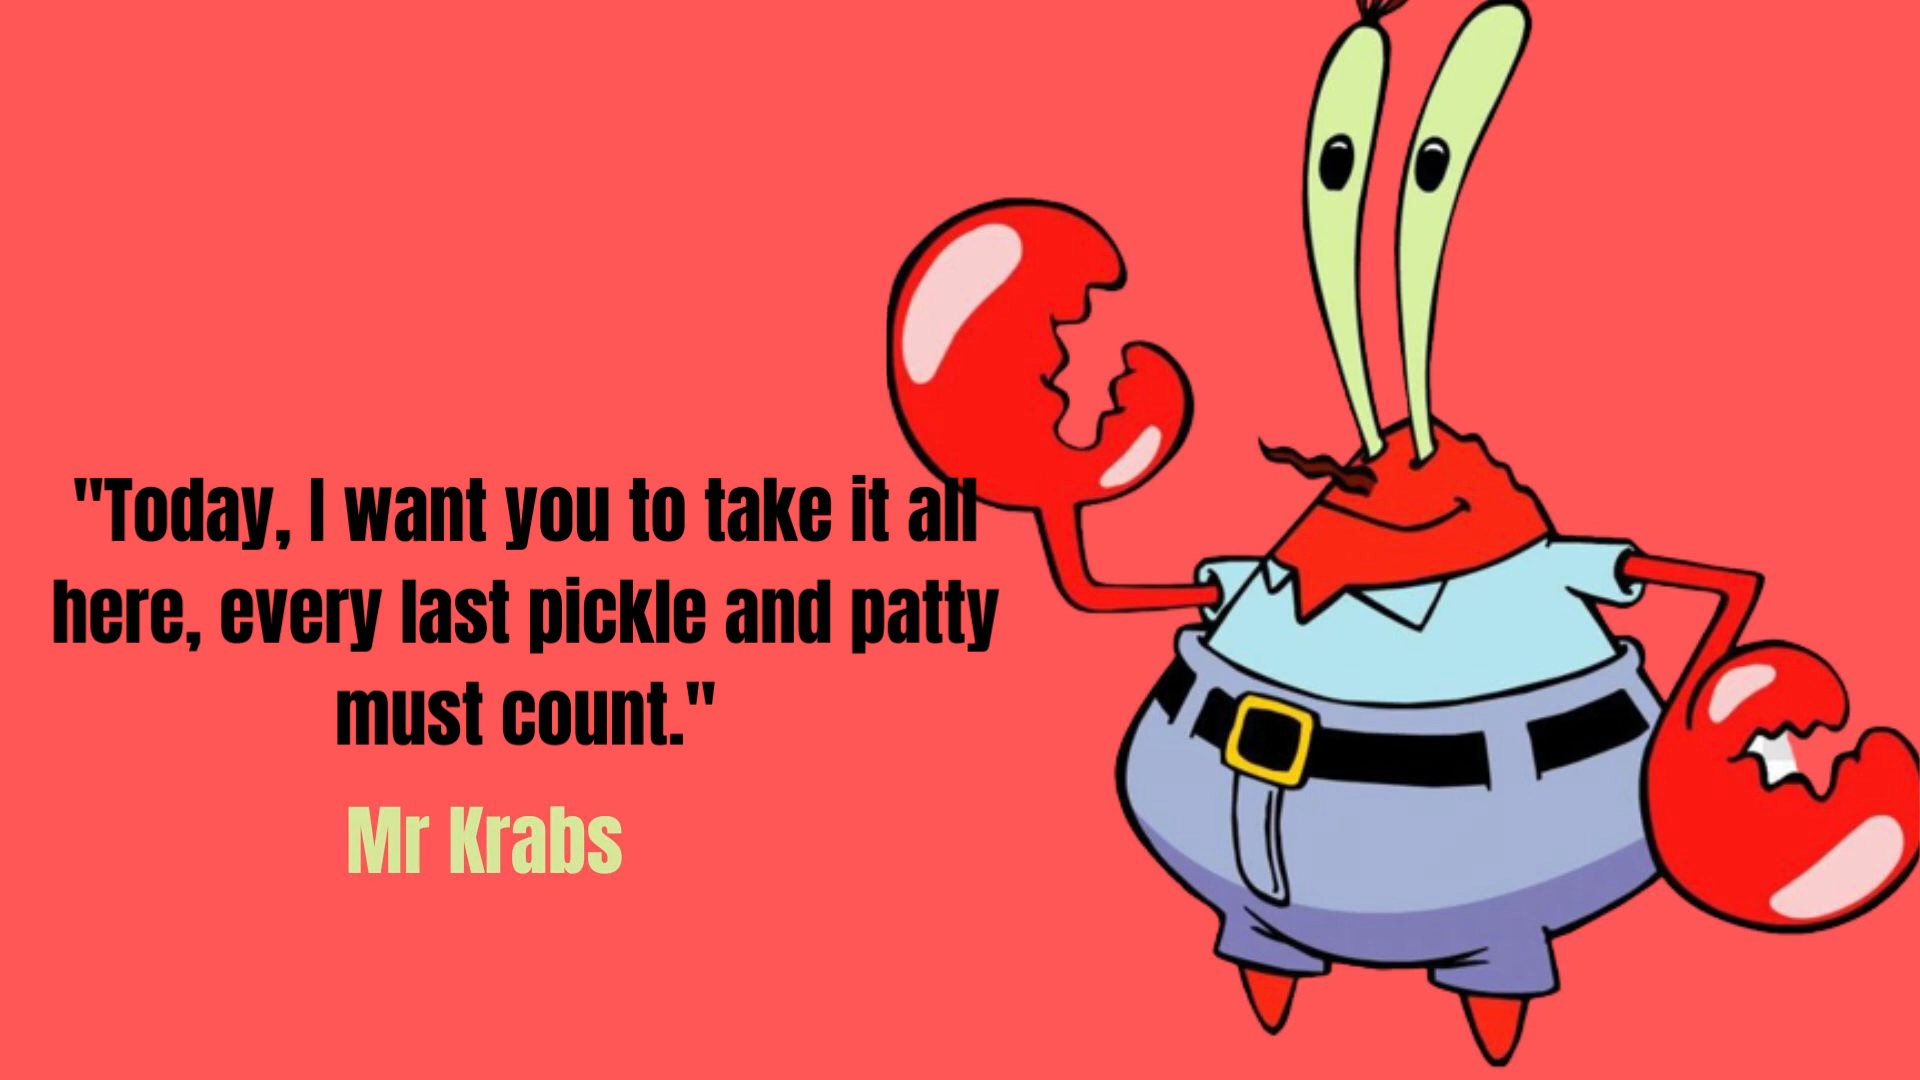 "Today, I want you to take it all
here, every last pickle and patty
must count."
Mr Krabs